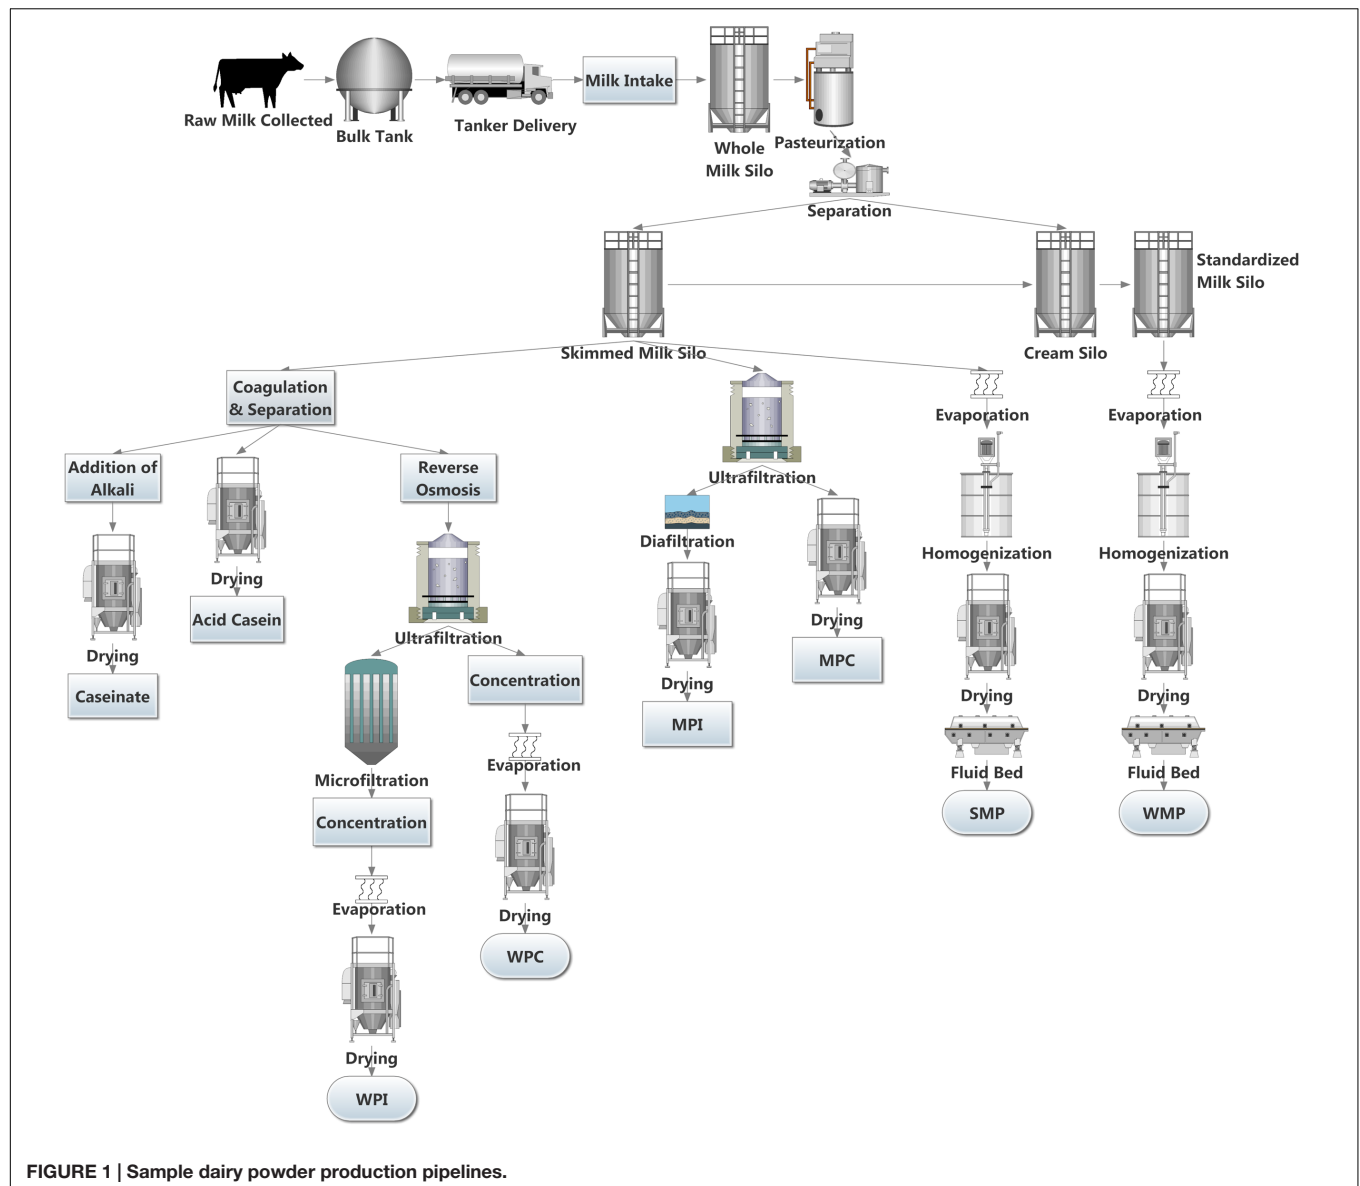 Raw Milk Collected
Bulk Tank
Tanker Delivery
Milk Intake
Whole
Milk Silo
Pasteurization
Separation
Skimmed Milk Silo
Cream Silo
Standardized
Milk Silo
Coagulation
& Separation
Addition of
Alkali
Drying
Caseinate
Drying
Acid Casein
Reverse
Osmosis
Ultrafiltration
Microfiltration
Concentration
Evaporation
Drying
WPI
Concentration
Evaporation
Drying
WPC
Ultrafiltration
Diafiltration
Drying
MPI
Drying
MPC
Evaporation
Homogenization
Drying
Fluid Bed
SMP
Evaporation
Homogenization
Drying
Fluid Bed
WMP
FIGURE 1 | Sample dairy powder production pipelines.